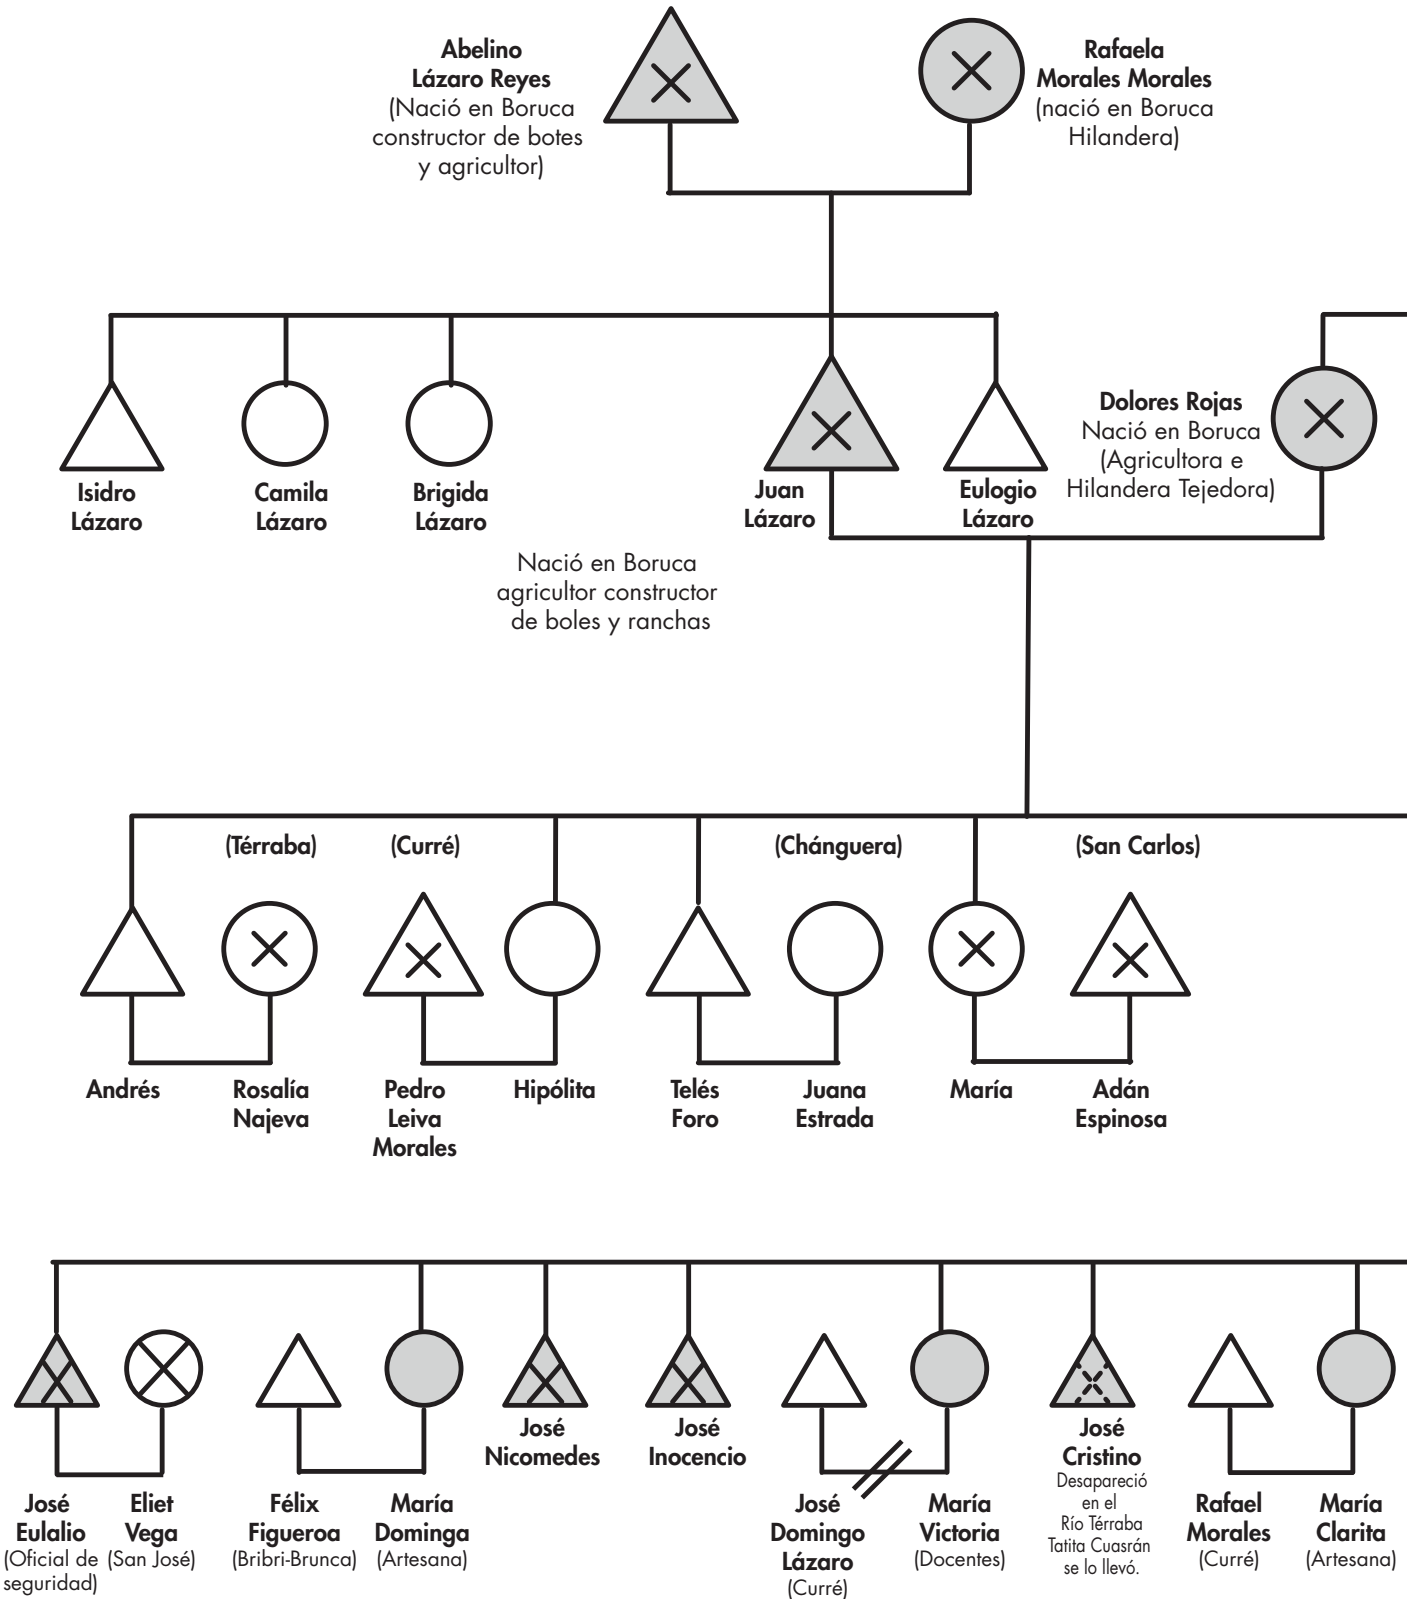 Abelino
Lázaro Reyes
(Nació en Boruca
constructor de botes
y agricultor)
Rafaela
Morales Morales
(nació en Boruca
Hilandera)
Isidro
Lázaro
Camila
Lázaro
Brigida
Lázaro
Juan
Lázaro
Eulogio
Lázaro
Dolores Rojas
Nació en Boruca
(Agricultora e
Hilandera Tejedora)
Nació en Boruca
agricultor constructor
de boles y ranchas
(Térraba)
(Curré)
(Chánguera)
(San Carlos)
Andrés
Rosalía
Najeva
Pedro
Leiva
Morales
Hipólita
Telés
Foro
Juana
Estrada
María
Adán
Espinosa
José
Eulalio
(Oficial de
seguridad)
Eliet
Vega
(San José)
Félix
Figueroa
(Bribri-Brunca)
María
Dominga
(Artesana)
José
Nicomedes
José
Inocencio
José
Domingo
Lázaro
(Curré)
María
Victoria
(Docentes)
José
Cristino
Desapareció
en el
Río Térraba
Tatita Cuasrán
se lo llevó.
Rafael
Morales
(Curré)
María
Clarita
(Artesana)